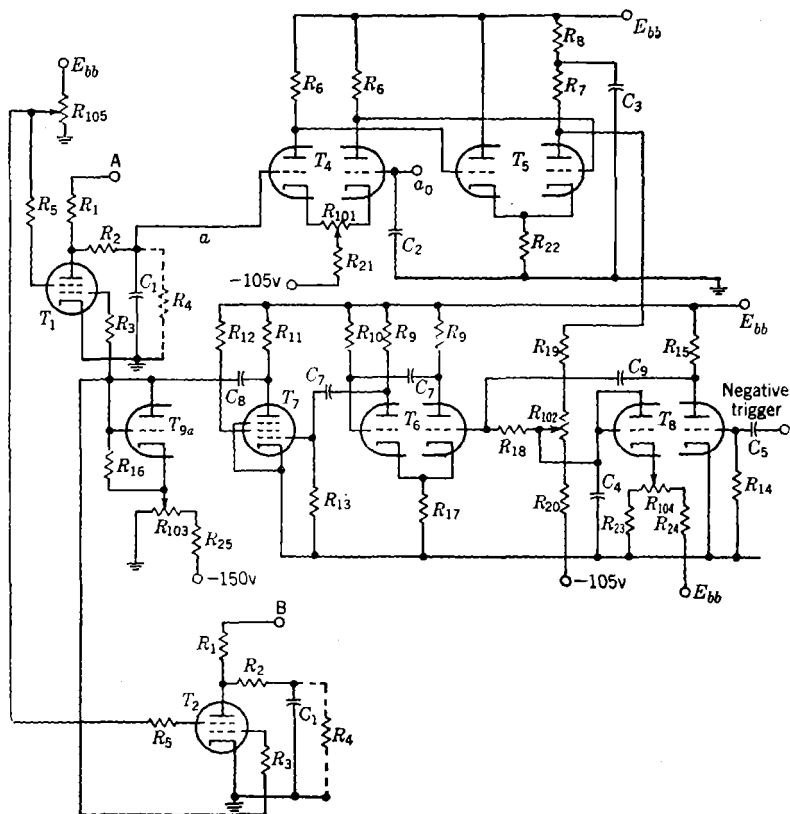 E_bb
R_8
E_bb
R_6
R_6
R_7
C_3
R_105
A
T_4
T_5
R_5
R_1
a_0
R_2
a
R_101
C_2
R_22
C_1
R_4
R_21
-105v
T_1
R_3
E_bb
R_12
R_11
R_10
R_9
R_9
R_19
R_15
C_9
C_8
T_7
C_7
C_7
Negative
trigger
T_9a
T_6
R_102
T_8
R_18
C_5
R_16
C_4
R_14
R_13
R_17
R_20
R_104
R_103
R_23
R_24
R_25
-150v
-105v
E_bb
B
R_1
R_2
T_2
C_1
R_4
R_5
R_3